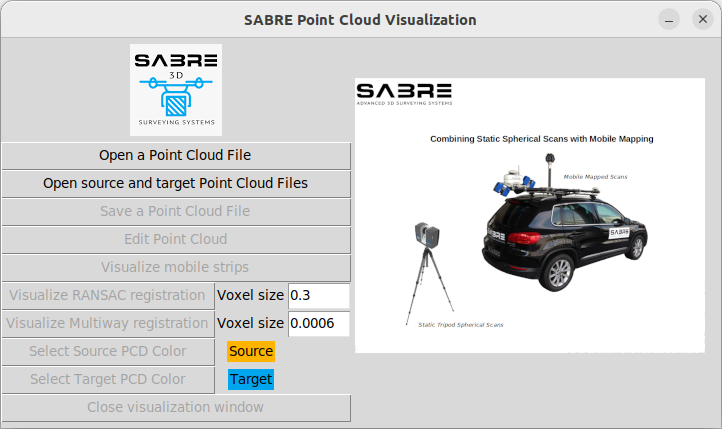 SABRE Point Cloud Visualization
SABRE
3D
SURVEYING SYSTEMS
Open a Point Cloud File
Open source and target Point Cloud Files
Save a Point Cloud File
Edit Point Cloud
Visualize mobile strips
Visualize RANSAC registration Voxel size 0.3
Visualize Multiway registration Voxel size 0.0006
Select Source PCD Color Source
Select Target PCD Color Target
Close visualization window
SABRE
ADVANCED 3D SURVEYING SYSTEMS
Combining Static Spherical Scans with Mobile Mapping
Mobile Mapped Scans
SABRE
Static Tripod Spherical Scans